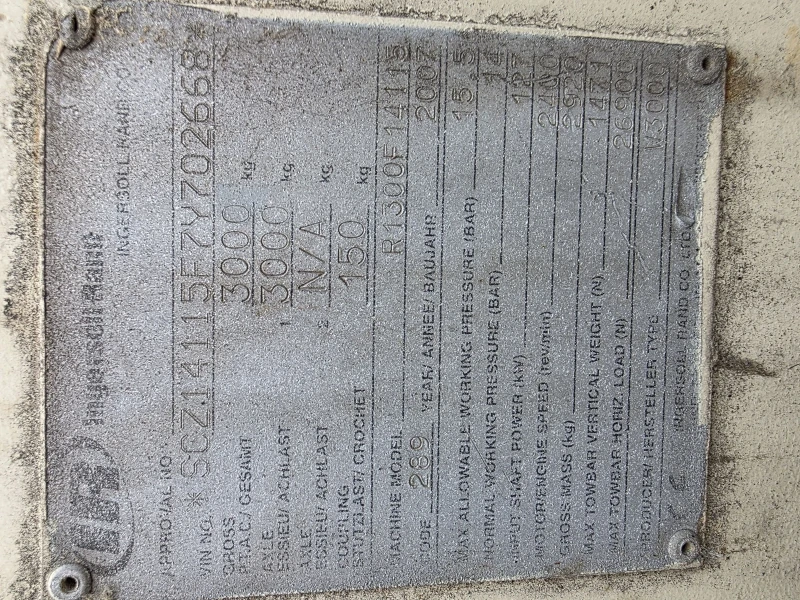 IR Ingersoll Rand
INGERSOLL RAND CO.
APPROVAL NO.
VIN NO. *SCZ14115F7Y702668*
GROSS
P.T.A.C. / GESAMT 3000 kg
AXLE 1
ESSIEU/ ACHLAST 3000 kg
AXLE 2
ESSIEU/ ACHLAST N/A kg
COUPLING
STUTZLAST/ CROCHET 150 kg
MACHINE MODEL R1300F14115
CODE 289 YEAR/ ANNEE/ BAUJAHR 2007
MAX ALLOWABLE WORKING PRESSURE (BAR) 15.5
NORMAL WORKING PRESSURE (BAR) 14
INPUT SHAFT POWER (kW) 127
MOTOR/ENGINE SPEED (rev/min) 2400
GROSS MASS (kg) 2920
MAX TOWBAR VERTICAL WEIGHT (N) 1471
MAX TOWBAR HORIZ. LOAD (N) 26900
PRODUCER/ HERSTELLER TYPE V3000
INGERSOLL RAND CO. LTD.